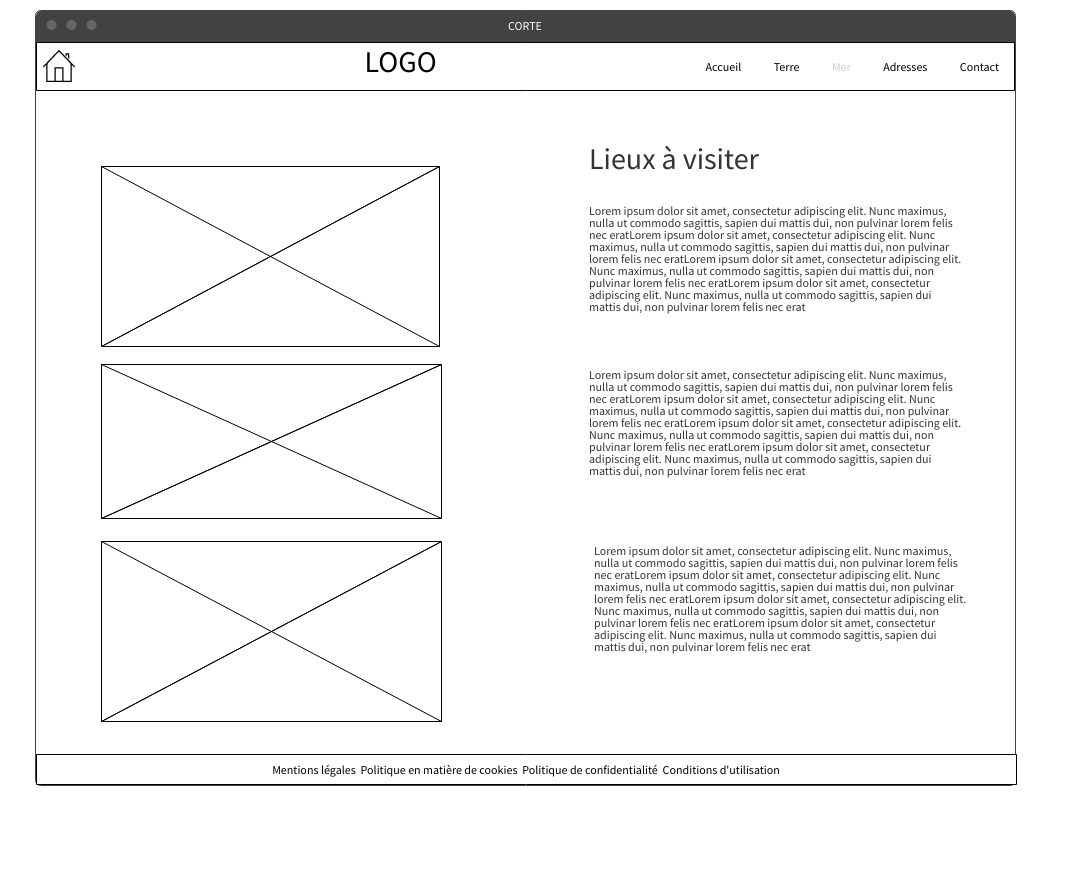 CORTE
LOGO
Accueil Terre Mer Adresses Contact
Lieux à visiter
Lorem ipsum dolor sit amet, consectetur adipiscing elit. Nunc maximus,
nulla ut commodo sagittis, sapien dui mattis dui, non pulvinar lorem felis
nec eratLorem ipsum dolor sit amet, consectetur adipiscing elit. Nunc
maximus, nulla ut commodo sagittis, sapien dui mattis dui, non pulvinar
lorem felis nec eratLorem ipsum dolor sit amet, consectetur adipiscing elit.
Nunc maximus, nulla ut commodo sagittis, sapien dui mattis dui, non
pulvinar lorem felis nec eratLorem ipsum dolor sit amet, consectetur
adipiscing elit. Nunc maximus, nulla ut commodo sagittis, sapien dui
mattis dui, non pulvinar lorem felis nec erat
Lorem ipsum dolor sit amet, consectetur adipiscing elit. Nunc maximus,
nulla ut commodo sagittis, sapien dui mattis dui, non pulvinar lorem felis
nec eratLorem ipsum dolor sit amet, consectetur adipiscing elit. Nunc
maximus, nulla ut commodo sagittis, sapien dui mattis dui, non pulvinar
lorem felis nec eratLorem ipsum dolor sit amet, consectetur adipiscing elit.
Nunc maximus, nulla ut commodo sagittis, sapien dui mattis dui, non
pulvinar lorem felis nec eratLorem ipsum dolor sit amet, consectetur
adipiscing elit. Nunc maximus, nulla ut commodo sagittis, sapien dui
mattis dui, non pulvinar lorem felis nec erat
Lorem ipsum dolor sit amet, consectetur adipiscing elit. Nunc maximus,
nulla ut commodo sagittis, sapien dui mattis dui, non pulvinar lorem felis
nec eratLorem ipsum dolor sit amet, consectetur adipiscing elit. Nunc
maximus, nulla ut commodo sagittis, sapien dui mattis dui, non pulvinar
lorem felis nec eratLorem ipsum dolor sit amet, consectetur adipiscing elit.
Nunc maximus, nulla ut commodo sagittis, sapien dui mattis dui, non
pulvinar lorem felis nec eratLorem ipsum dolor sit amet, consectetur
adipiscing elit. Nunc maximus, nulla ut commodo sagittis, sapien dui
mattis dui, non pulvinar lorem felis nec erat
Mentions légales Politique en matière de cookies Politique de confidentialité Conditions d'utilisation